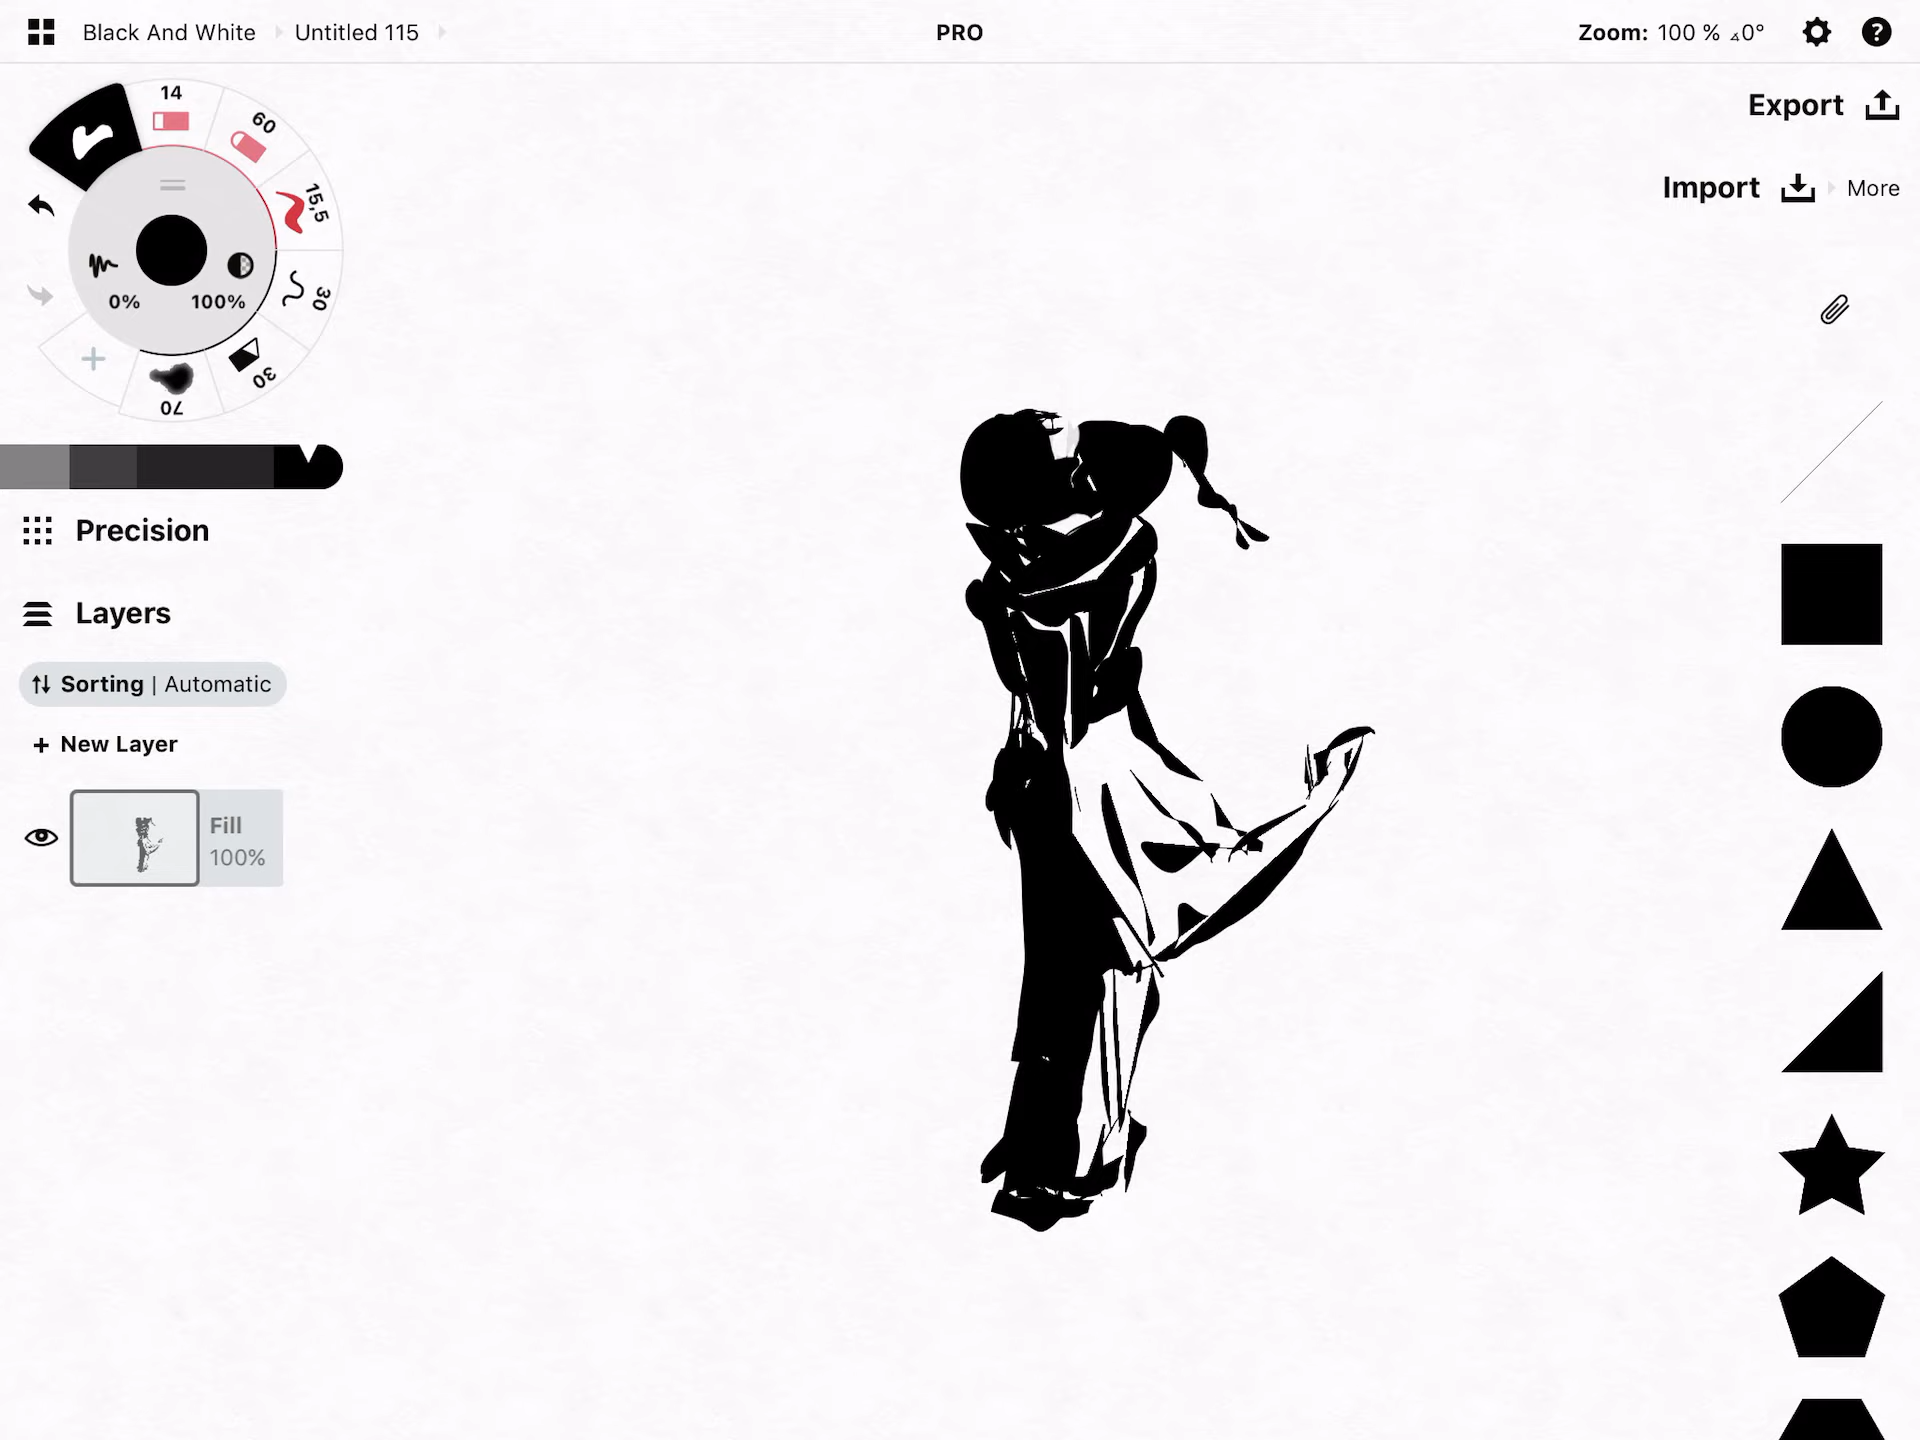 Black And White
Untitled 115
PRO
Zoom: 100 % ⦟0°
14
60
15,5
30
30
70
0%
100%
Export
Import
More
Precision
Layers
Sorting | Automatic
+ New Layer
Fill
100%